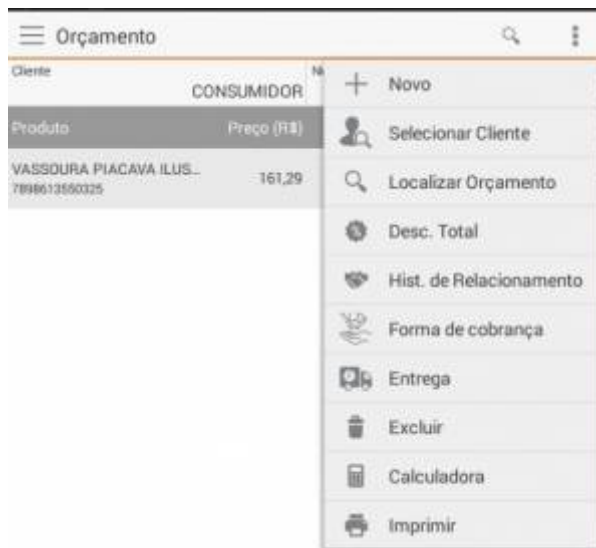 Orçamento
Cliente
CONSUMIDOR
Produto Preço (R$)
VASSOURA PIACAVA ILUS... 161,29
7898613550325
Novo
Selecionar Cliente
Localizar Orçamento
Desc. Total
Hist. de Relacionamento
Forma de cobrança
Entrega
Excluir
Calculadora
Imprimir